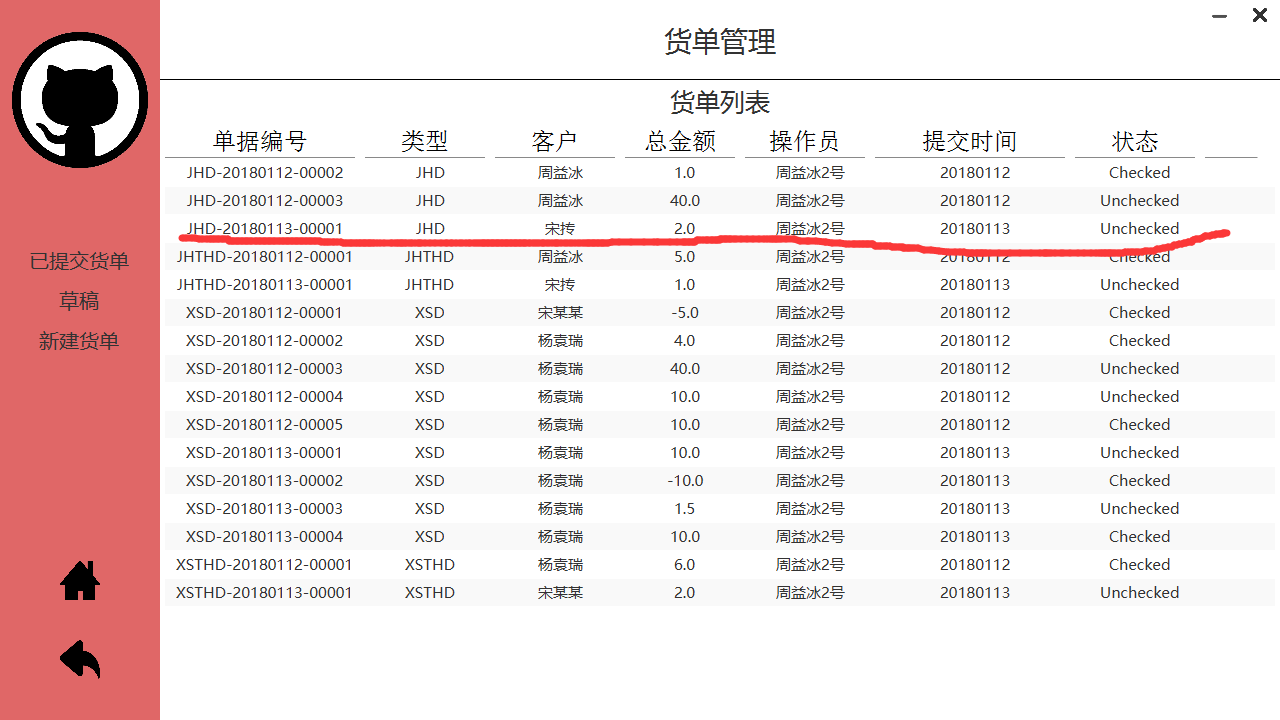 货单管理
货单列表
单据编号 类型 客户 总金额 操作员 提交时间 状态
JHD-20180112-00002 JHD 周益冰 1.0 周益冰2号 20180112 Checked
JHD-20180112-00003 JHD 周益冰 40.0 周益冰2号 20180112 Unchecked
JHD-20180113-00001 JHD 宋抟 2.0 周益冰2号 20180113 Unchecked
JHTHD-20180112-00001 JHTHD 周益冰 5.0 周益冰2号 20180112 Checked
JHTHD-20180113-00001 JHTHD 宋抟 1.0 周益冰2号 20180113 Unchecked
XSD-20180112-00001 XSD 宋某某 -5.0 周益冰2号 20180112 Checked
XSD-20180112-00002 XSD 杨袁瑞 4.0 周益冰2号 20180112 Checked
XSD-20180112-00003 XSD 杨袁瑞 40.0 周益冰2号 20180112 Unchecked
XSD-20180112-00004 XSD 杨袁瑞 10.0 周益冰2号 20180112 Unchecked
XSD-20180112-00005 XSD 杨袁瑞 10.0 周益冰2号 20180112 Checked
XSD-20180113-00001 XSD 杨袁瑞 10.0 周益冰2号 20180113 Unchecked
XSD-20180113-00002 XSD 杨袁瑞 -10.0 周益冰2号 20180113 Checked
XSD-20180113-00003 XSD 杨袁瑞 1.5 周益冰2号 20180113 Unchecked
XSD-20180113-00004 XSD 杨袁瑞 10.0 周益冰2号 20180113 Checked
XSTHD-20180112-00001 XSTHD 杨袁瑞 6.0 周益冰2号 20180112 Checked
XSTHD-20180113-00001 XSTHD 宋某某 2.0 周益冰2号 20180113 Unchecked
已提交货单
草稿
新建货单